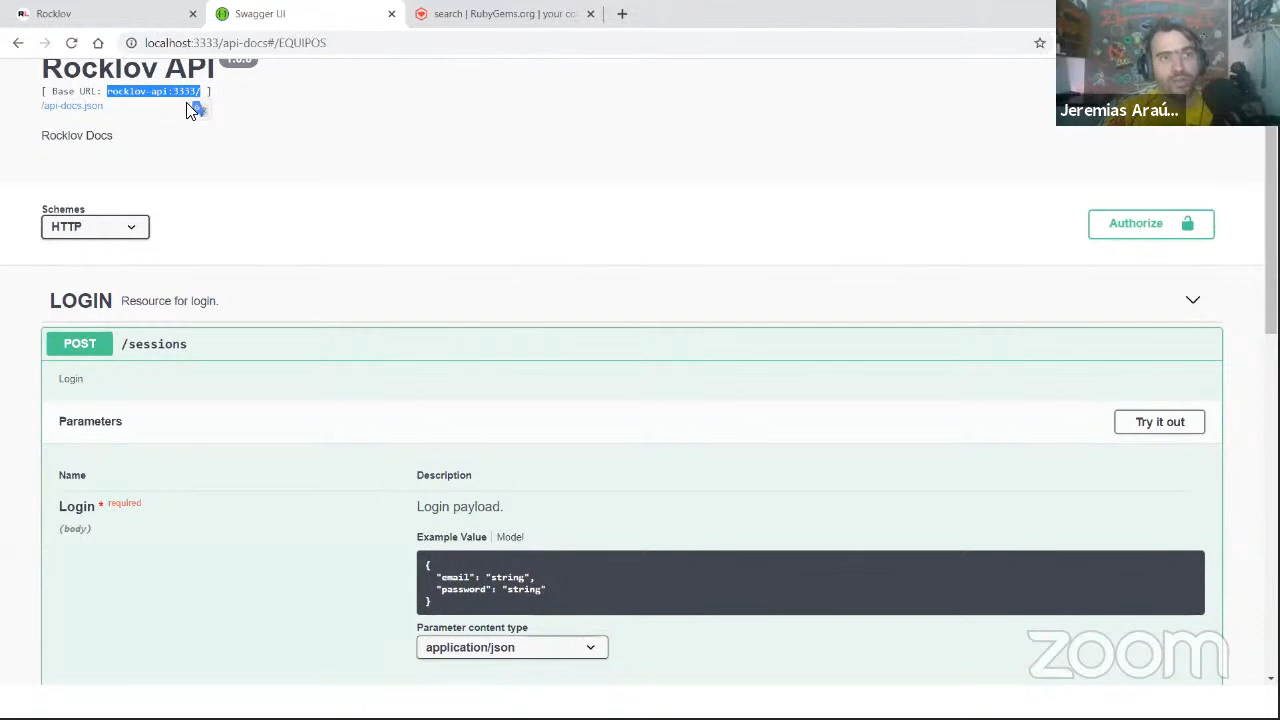 Rocklov
Swagger UI
search | RubyGems.org | your co
localhost:3333/api-docs#/EQUIPOS
Jeremias Araú...
Rocklov API
[ Base URL: rocklov-api:3333/ ]
/api-docs.json
Rocklov Docs
Schemes
HTTP
Authorize
LOGIN Resource for login.
POST /sessions
Login
Parameters
Try it out
Name Description
Login * required
(body)
Login payload.
Example Value | Model
{
"email": "string",
"password": "string"
}
Parameter content type
application/json
zoom